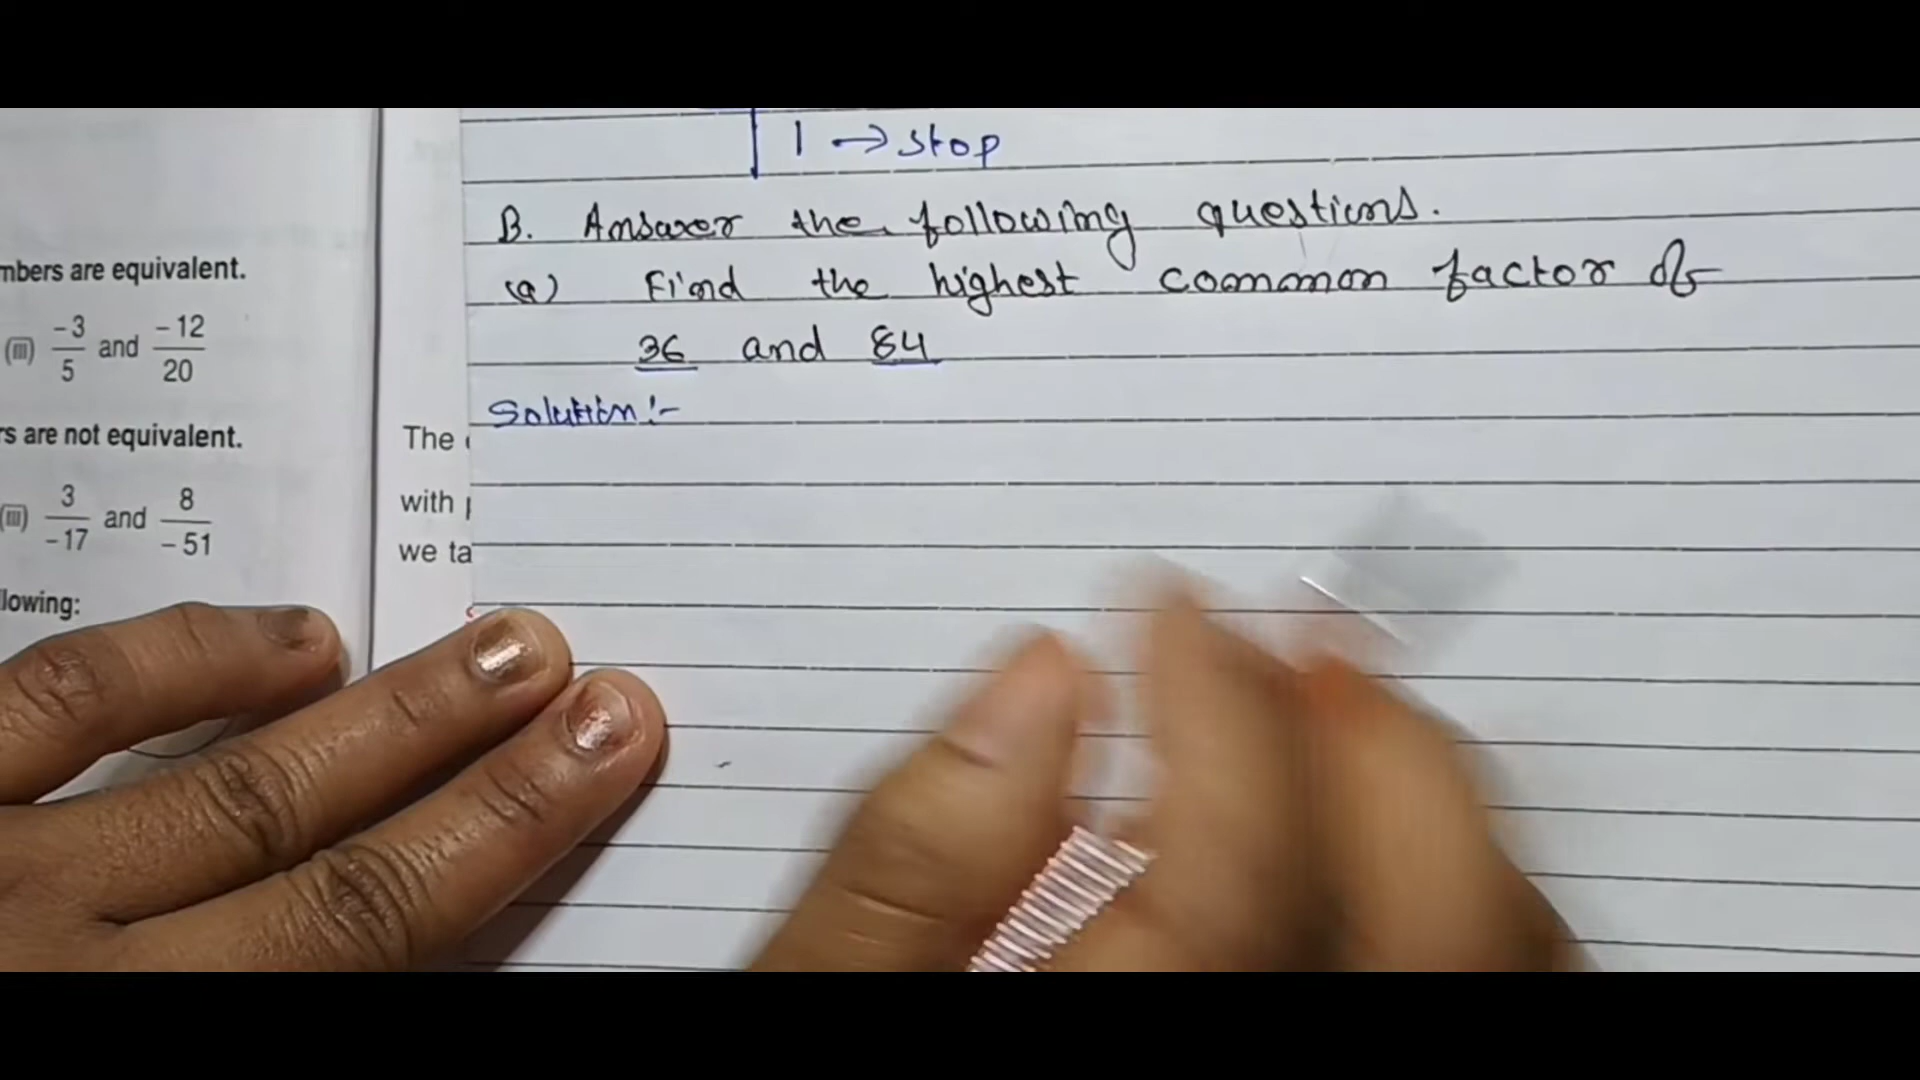 mbers are equivalent.
(iii) -3/5 and -12/20
rs are not equivalent.
(iii) 3/-17 and 8/-51
lowing:
The
with
we ta
1 → stop
B. Answer the following questions.
(a) Find the highest common factor of
36 and 84
Solution:-